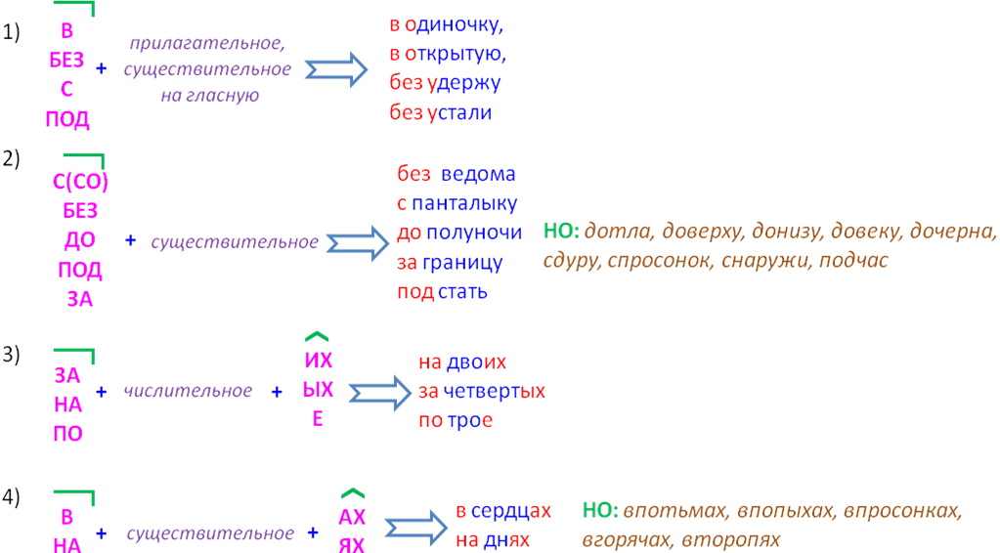 1)
В
БЕЗ
С
ПОД
+
прилагательное,
существительное
на гласную
в одиночку,
в открытую,
без удержу
без устали
2)
С(СО)
БЕЗ
ДО
ПОД
ЗА
+ существительное
без ведома
с панталыку
до полуночи
за границу
под стать
НО: дотла, доверху, донизу, довеку, дочерна,
сдуру, спросонок, снаружи, подчас
3)
ЗА
НА
ПО
+ числительное +
ИХ
ЫХ
Е
на двоих
за четвертых
по трое
4)
В
НА
+ существительное +
АХ
ЯХ
в сердцах
на днях
НО: впотьмах, впопыхах, впросонках,
вгорячах, второпях